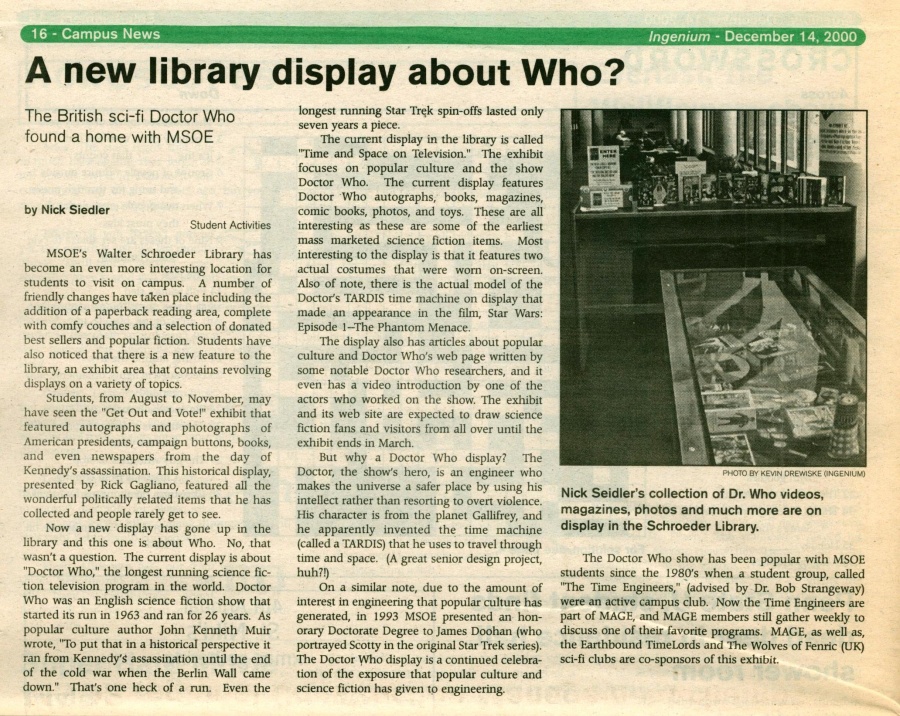 16 - Campus News
Ingenium - December 14, 2000
A new library display about Who?
The British sci-fi Doctor Who
found a home with MSOE
by Nick Siedler
Student Activities
MSOE's Walter Schroeder Library has
become an even more interesting location for
students to visit on campus. A number of
friendly changes have taken place including the
addition of a paperback reading area, complete
with comfy couches and a selection of donated
best sellers and popular fiction. Students have
also noticed that there is a new feature to the
library, an exhibit area that contains revolving
displays on a variety of topics.
Students, from August to November, may
have seen the "Get Out and Vote!" exhibit that
featured autographs and photographs of
American presidents, campaign buttons, books,
and even newspapers from the day of
Kennedy's assassination. This historical display,
presented by Rick Gagliano, featured all the
wonderful politically related items that he has
collected and people rarely get to see.
Now a new display has gone up in the
library and this one is about Who. No, that
wasn't a question. The current display is about
"Doctor Who," the longest running science fic-
tion television program in the world. Doctor
Who was an English science fiction show that
started its run in 1963 and ran for 26 years. As
popular culture author John Kenneth Muir
wrote, "To put that in a historical perspective it
ran from Kennedy's assassination until the end
of the cold war when the Berlin Wall came
down." That's one heck of a run. Even the
longest running Star Trek spin-offs lasted only
seven years a piece.
The current display in the library is called
"Time and Space on Television." The exhibit
focuses on popular culture and the show
Doctor Who. The current display features
Doctor Who autographs, books, magazines,
comic books, photos, and toys. These are all
interesting as these are some of the earliest
mass marketed science fiction items. Most
interesting to the display is that it features two
actual costumes that were worn on-screen.
Also of note, there is the actual model of the
Doctor's TARDIS time machine on display that
made an appearance in the film, Star Wars:
Episode 1–The Phantom Menace.
The display also has articles about popular
culture and Doctor Who's web page written by
some notable Doctor Who researchers, and it
even has a video introduction by one of the
actors who worked on the show. The exhibit
and its web site are expected to draw science
fiction fans and visitors from all over until the
exhibit ends in March.
But why a Doctor Who display? The
Doctor, the show's hero, is an engineer who
makes the universe a safer place by using his
intellect rather than resorting to overt violence.
His character is from the planet Gallifrey, and
he apparently invented the time machine
(called a TARDIS) that he uses to travel through
time and space. (A great senior design project,
huh?!)
On a similar note, due to the amount of
interest in engineering that popular culture has
generated, in 1993 MSOE presented an hon-
orary Doctorate Degree to James Doohan (who
portrayed Scotty in the original Star Trek series).
The Doctor Who display is a continued celebra-
tion of the exposure that popular culture and
science fiction has given to engineering.
ENTER
HERE
PHOTO BY KEVIN DREWISKE (INGENIUM)
Nick Seidler's collection of Dr. Who videos,
magazines, photos and much more are on
display in the Schroeder Library.
The Doctor Who show has been popular with MSOE
students since the 1980's when a student group, called
"The Time Engineers," (advised by Dr. Bob Strangeway)
were an active campus club. Now the Time Engineers are
part of MAGE, and MAGE members still gather weekly to
discuss one of their favorite programs. MAGE, as well as,
the Earthbound TimeLords and The Wolves of Fenric (UK)
sci-fi clubs are co-sponsors of this exhibit.